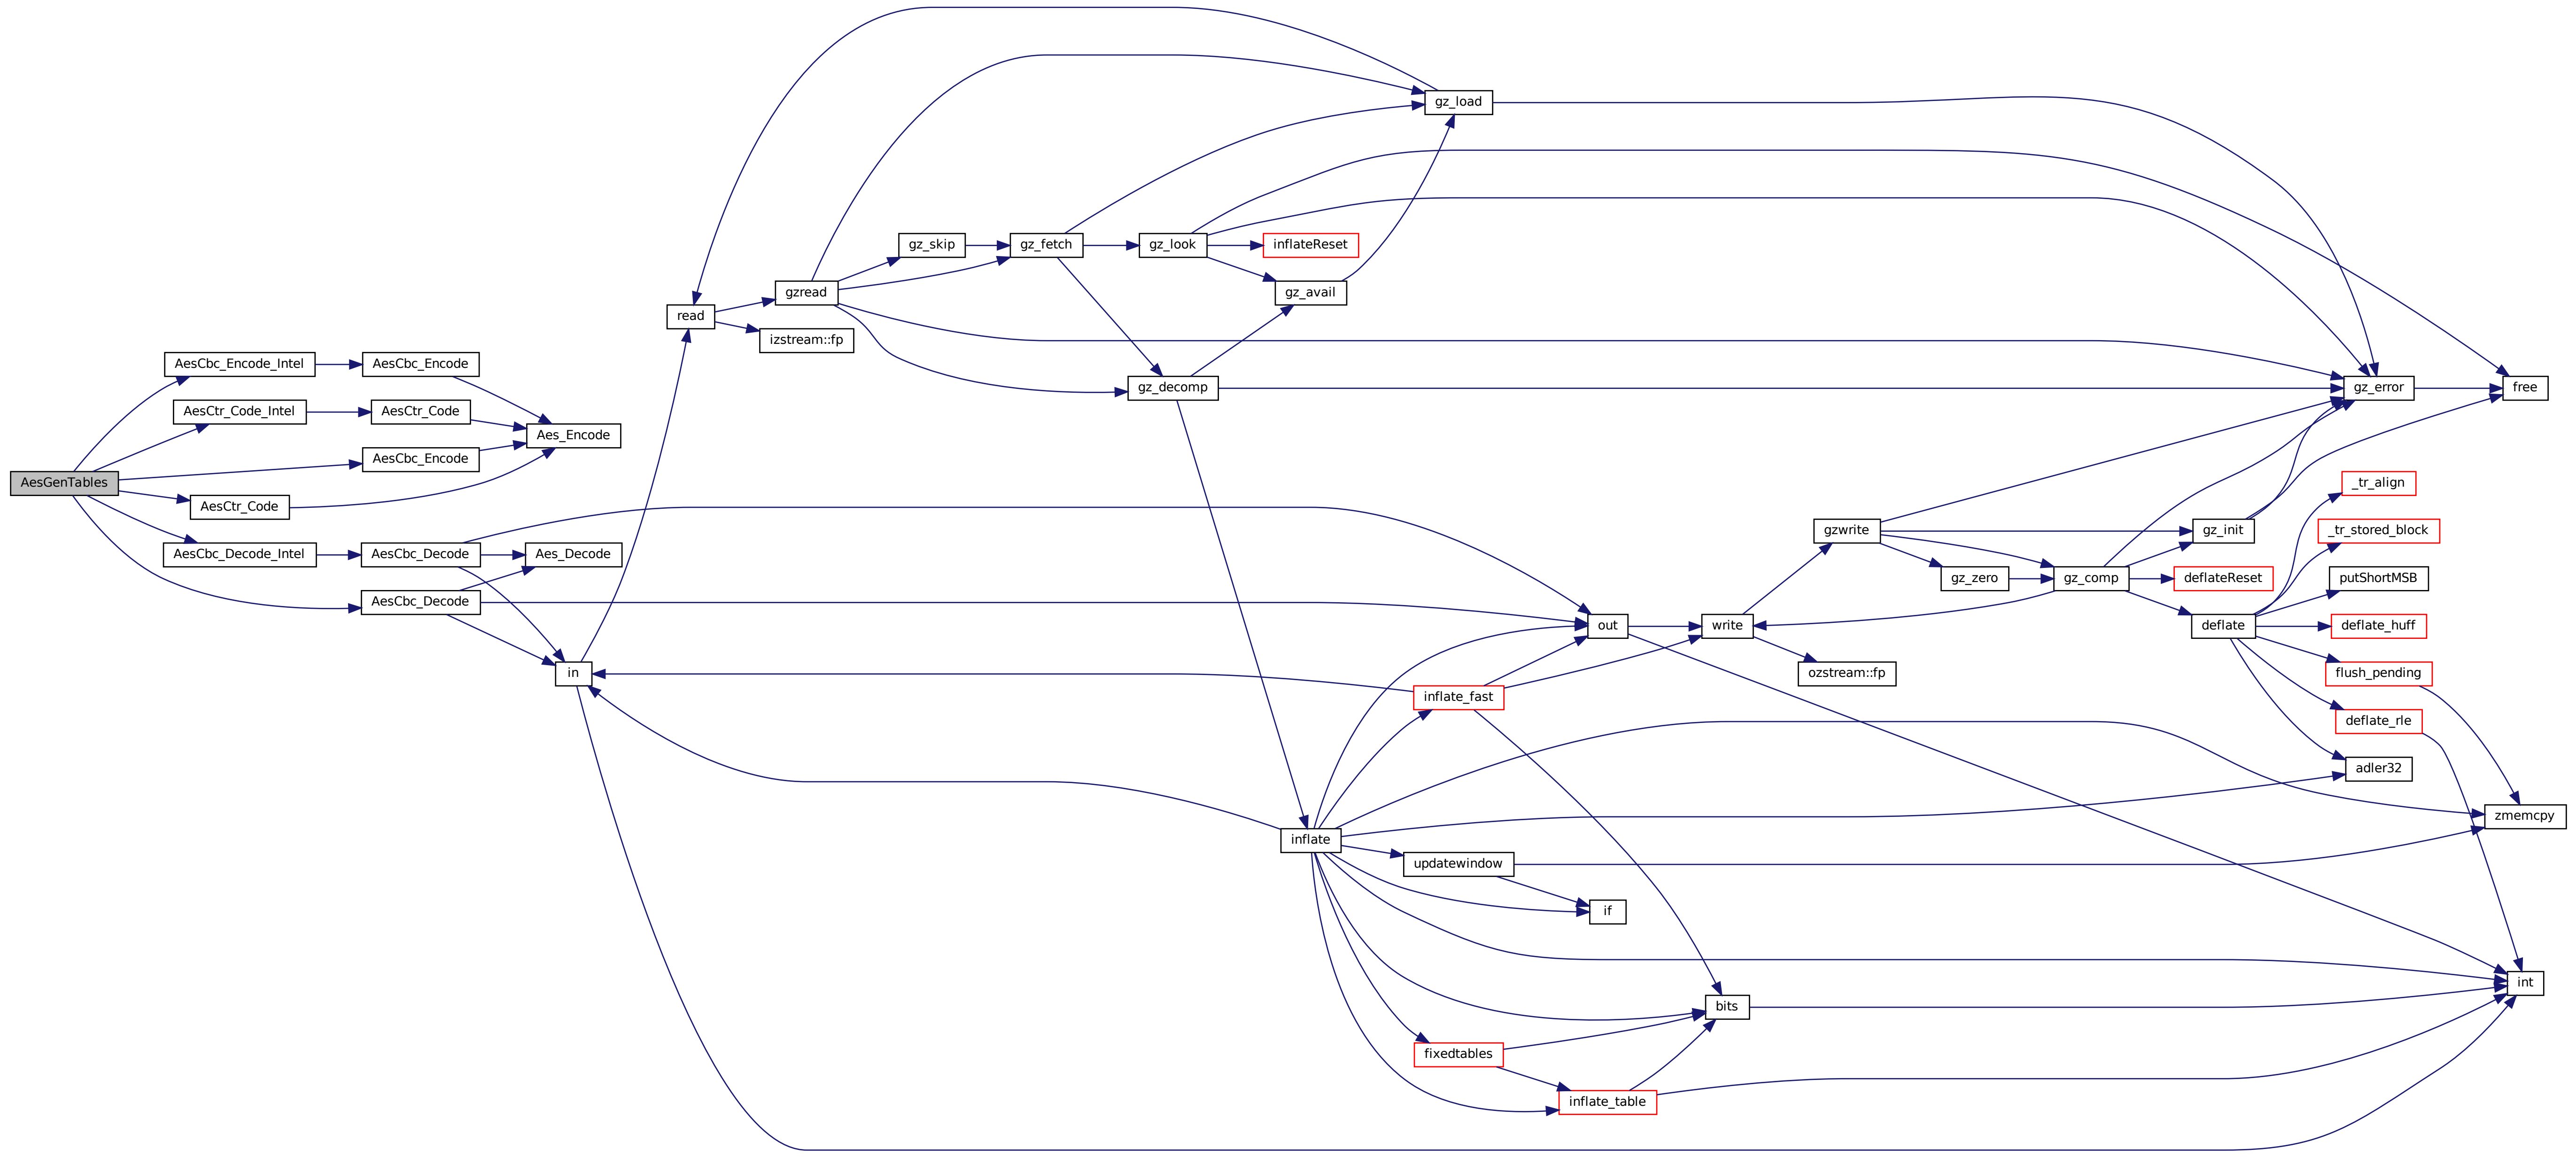 AesGenTables
AesCbc_Encode_Intel
AesCtr_Code_Intel
AesCbc_Encode
AesCtr_Code
AesCbc_Decode_Intel
AesCbc_Encode
AesCtr_Code
AesCbc_Decode
AesCbc_Decode
Aes_Encode
Aes_Decode
in
read
gzread
izstream::fp
gz_skip
gz_fetch
gz_look
gz_decomp
inflateReset
gz_avail
gz_load
inflate
inflate_fast
updatewindow
fixedtables
out
if
inflate_table
write
bits
gzwrite
ozstream::fp
gz_zero
gz_comp
gz_init
deflateReset
deflate
gz_error
_tr_align
_tr_stored_block
putShortMSB
deflate_huff
flush_pending
deflate_rle
adler32
free
zmemcpy
int